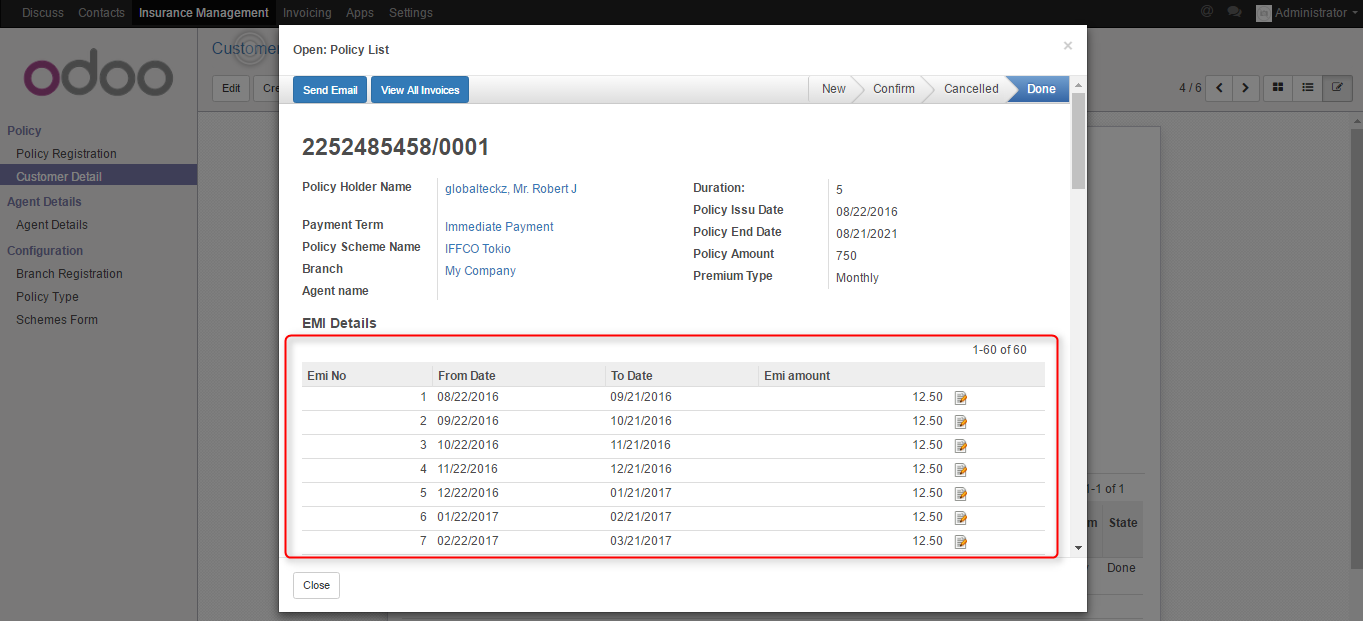 Discuss Contacts Insurance Management Invoicing Apps Settings @ Administrator
odoo
Policy
Policy Registration
Customer Detail
Agent Details
Agent Details
Configuration
Branch Registration
Policy Type
Schemes Form
Customer
Edit Cre
4 / 6
Open: Policy List ×
Send Email View All Invoices New Confirm Cancelled Done
2252485458/0001
Policy Holder Name globalteckz, Mr. Robert J
Payment Term Immediate Payment
Policy Scheme Name IFFCO Tokio
Branch My Company
Agent name
Duration: 5
Policy Issu Date 08/22/2016
Policy End Date 08/21/2021
Policy Amount 750
Premium Type Monthly
EMI Details
1-60 of 60
Emi No From Date To Date Emi amount
1 08/22/2016 09/21/2016 12.50
2 09/22/2016 10/21/2016 12.50
3 10/22/2016 11/21/2016 12.50
4 11/22/2016 12/21/2016 12.50
5 12/22/2016 01/21/2017 12.50
6 01/22/2017 02/21/2017 12.50
7 02/22/2017 03/21/2017 12.50
Close
1-1 of 1
m State
Done